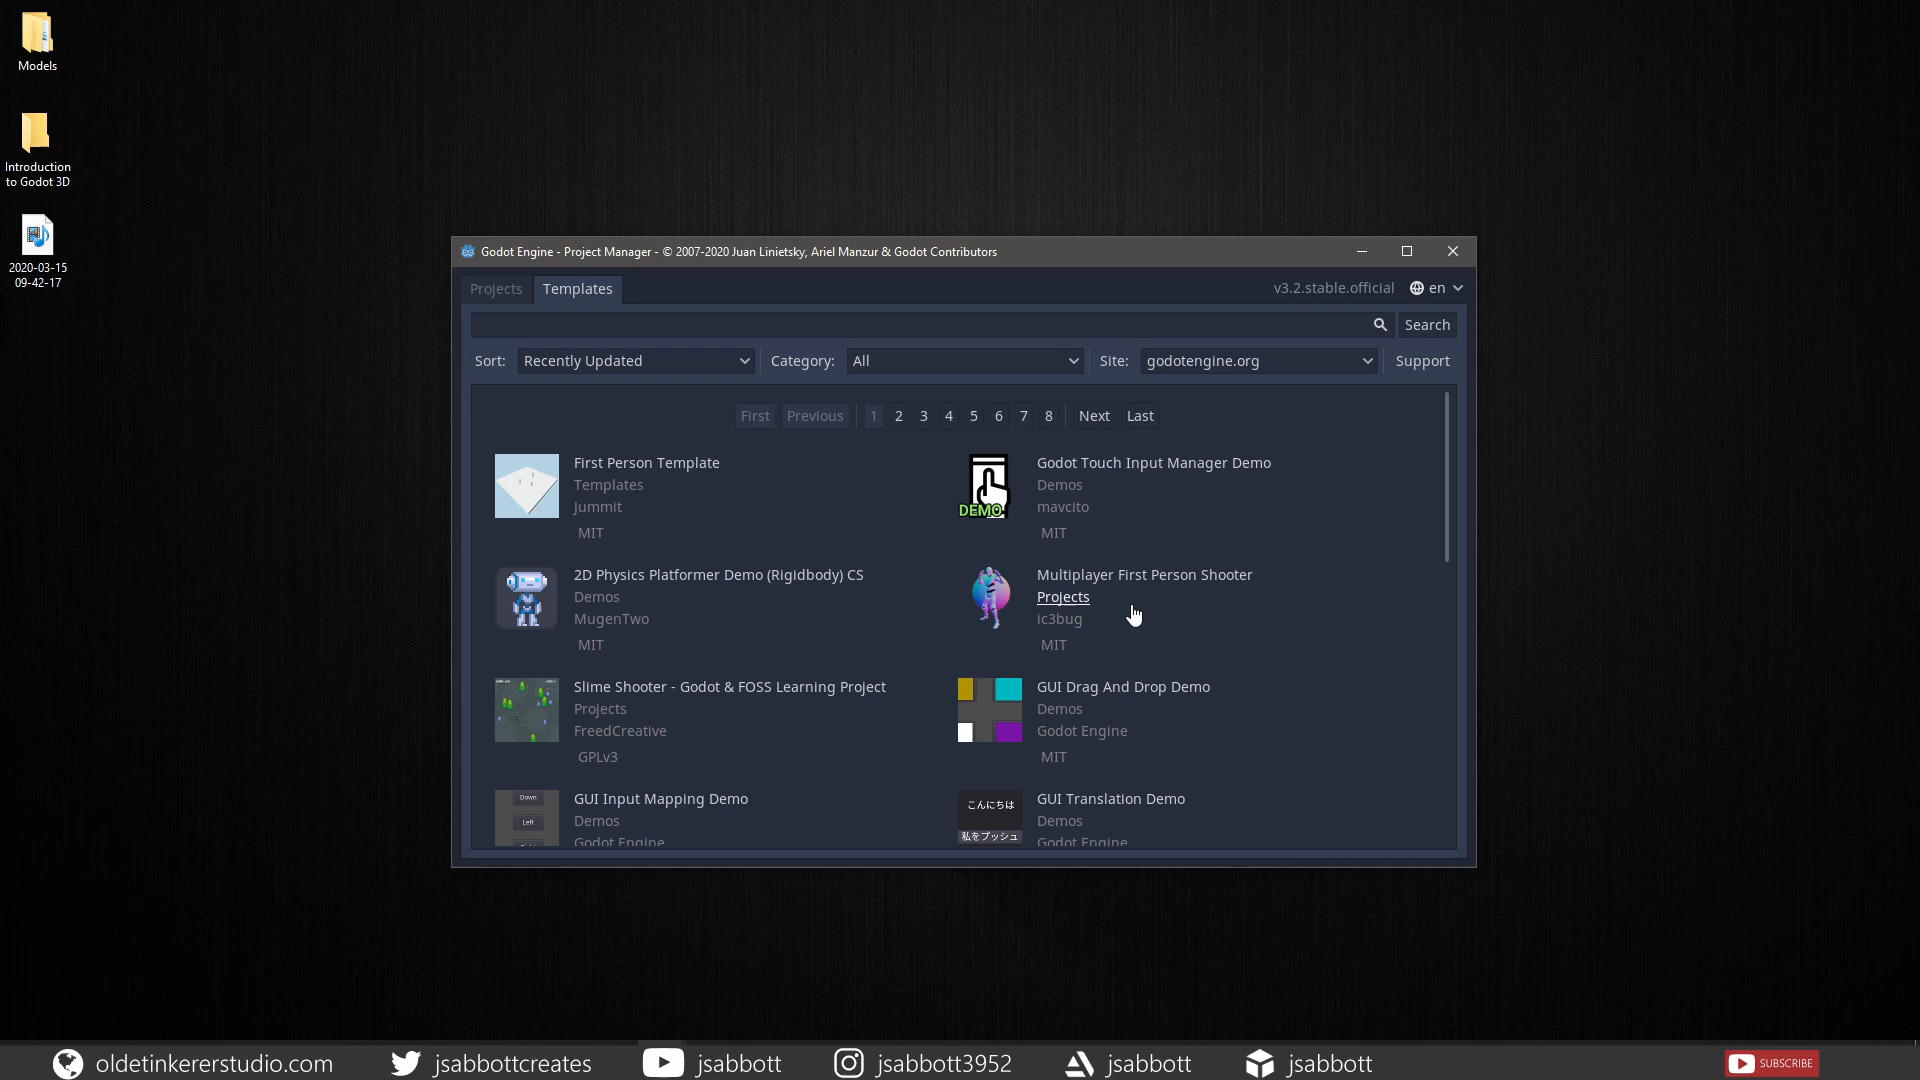 Models
Introduction
to Godot 3D
2020-03-15
09-42-17
Godot Engine - Project Manager - © 2007-2020 Juan Linietsky, Ariel Manzur & Godot Contributors
Projects
Templates
v3.2.stable.official
en
Search
Sort:
Recently Updated
Category:
All
Site:
godotengine.org
Support
First
Previous
1
2
3
4
5
6
7
8
Next
Last
First Person Template
Templates
Jummit
MIT
DEMO
Godot Touch Input Manager Demo
Demos
mavcito
MIT
2D Physics Platformer Demo (Rigidbody) CS
Demos
MugenTwo
MIT
Multiplayer First Person Shooter
Projects
ic3bug
MIT
Slime Shooter - Godot & FOSS Learning Project
Projects
FreedCreative
GPLv3
GUI Drag And Drop Demo
Demos
Godot Engine
MIT
Down
Left
GUI Input Mapping Demo
Demos
Godot Engine
こんにちは
私をプッシュ
GUI Translation Demo
Demos
Godot Engine
oldetinkererstudio.com
jsabbottcreates
jsabbott
jsabbott3952
jsabbott
jsabbott
SUBSCRIBE